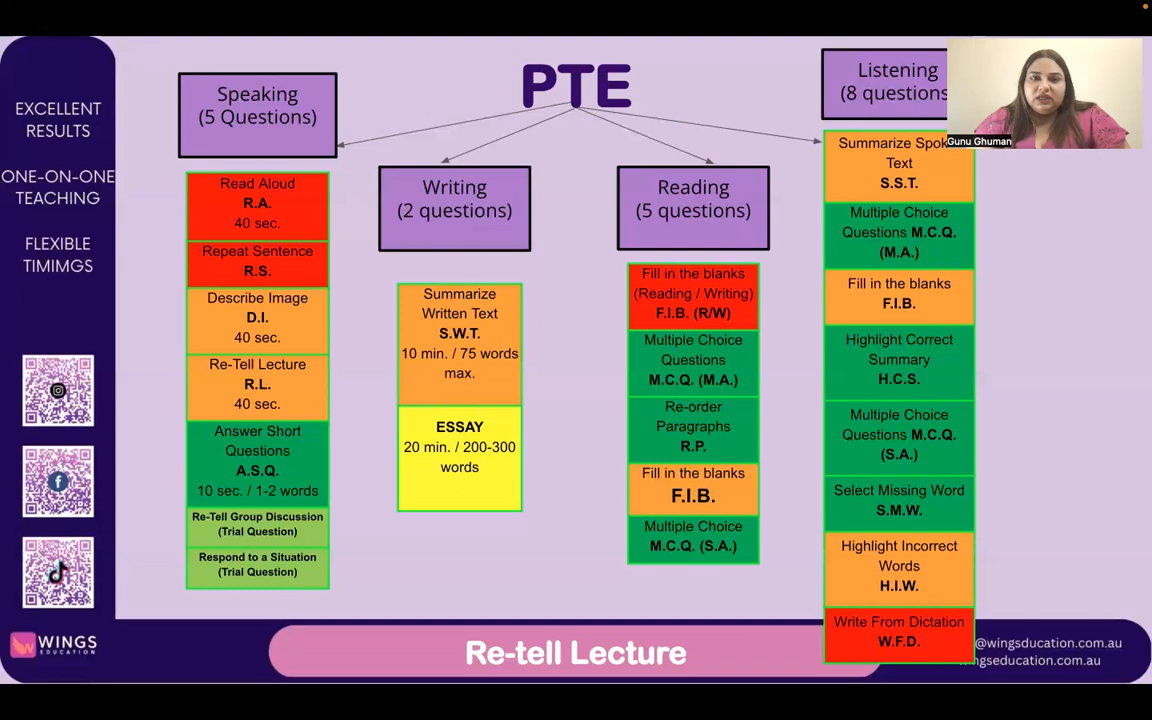 EXCELLENT
RESULTS
ONE-ON-ONE
TEACHING
FLEXIBLE
TIMIMGS
WINGS
EDUCATION
PTE
Speaking
(5 Questions)
Read Aloud
R.A.
40 sec.
Repeat Sentence
R.S.
Describe Image
D.I.
40 sec.
Re-Tell Lecture
R.L.
40 sec.
Answer Short
Questions
A.S.Q.
10 sec. / 1-2 words
Re-Tell Group Discussion
(Trial Question)
Respond to a Situation
(Trial Question)
Writing
(2 questions)
Summarize
Written Text
S.W.T.
10 min. / 75 words
max.
ESSAY
20 min. / 200-300
words
Reading
(5 questions)
Fill in the blanks
(Reading / Writing)
F.I.B. (R/W)
Multiple Choice
Questions
M.C.Q. (M.A.)
Re-order
Paragraphs
R.P.
Fill in the blanks
F.I.B.
Multiple Choice
M.C.Q. (S.A.)
Listening
(8 questions
Gunu Ghuman
Summarize Spok
Text
S.S.T.
Multiple Choice
Questions M.C.Q.
(M.A.)
Fill in the blanks
F.I.B.
Highlight Correct
Summary
H.C.S.
Multiple Choice
Questions M.C.Q.
(S.A.)
Select Missing Word
S.M.W.
Highlight Incorrect
Words
H.I.W.
Write From Dictation
W.F.D.
Re-tell Lecture
@wingsducation.com.au
wingseducation.com.au